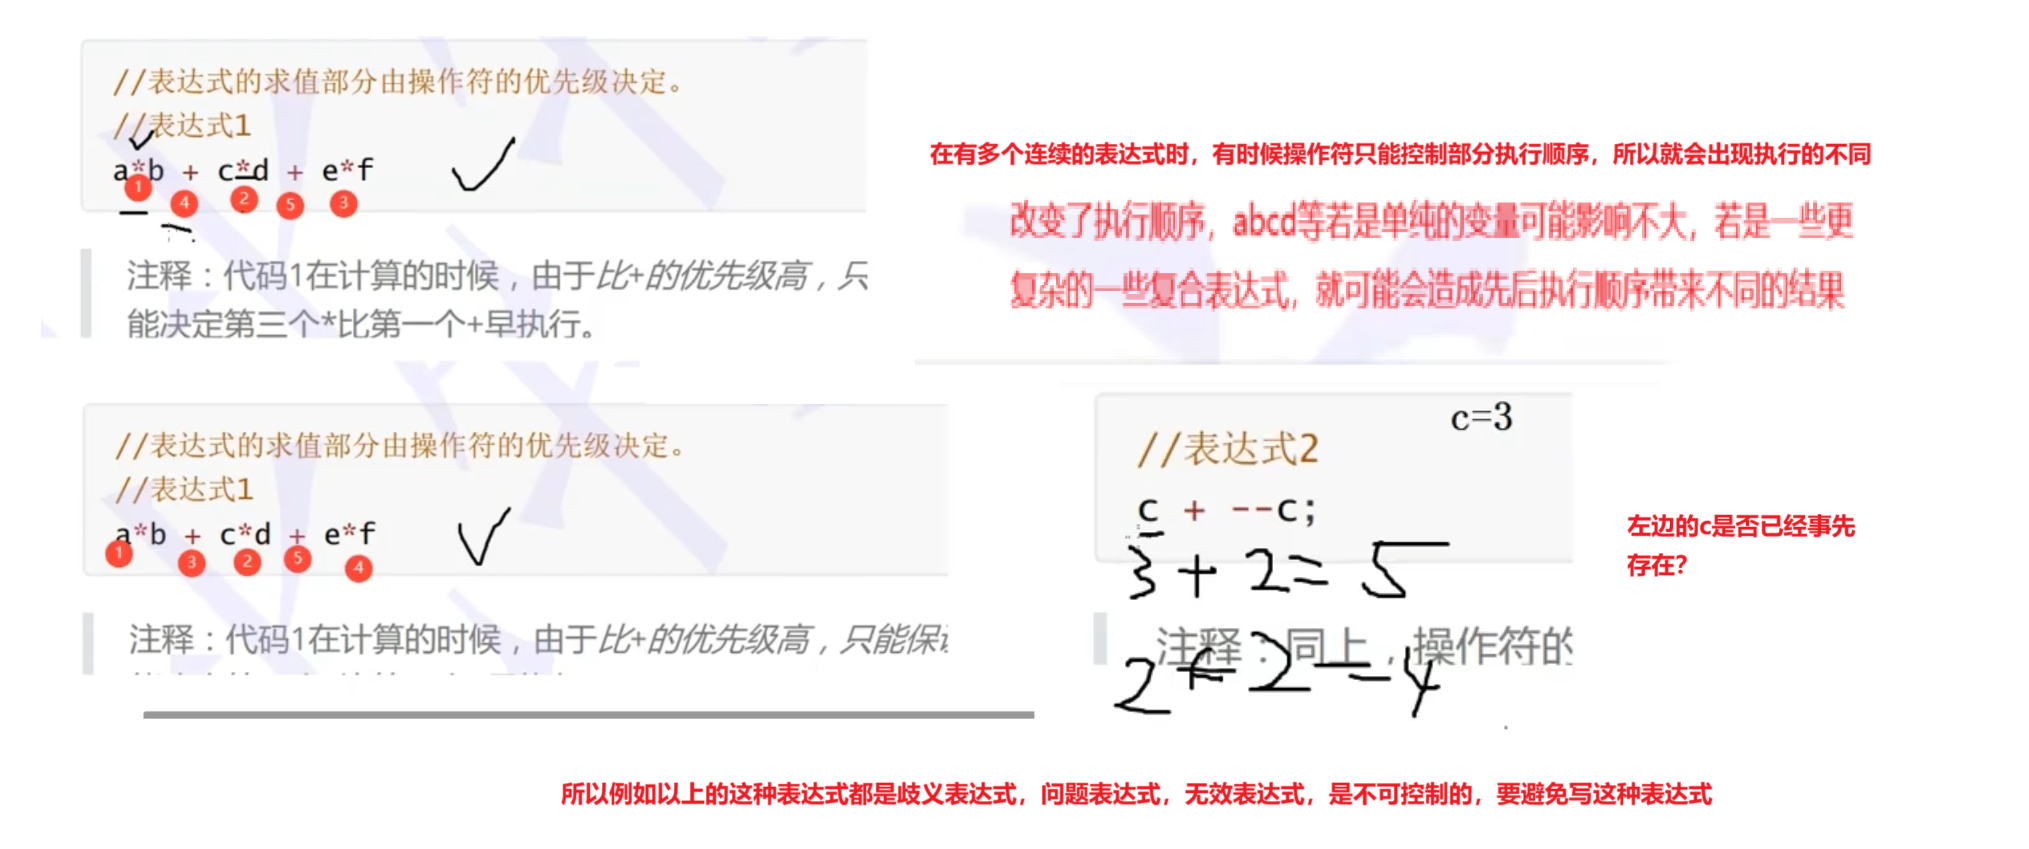 //表达式的求值部分由操作符的优先级决定。
//表达式1
a*b + c*d + e*f
1 4 2 5 3
注释：代码1在计算的时候，由于比+的优先级高，只
能决定第三个*比第一个+早执行。
在有多个连续的表达式时，有时候操作符只能控制部分执行顺序，所以就会出现执行的不同
改变了执行顺序，abcd等若是单纯的变量可能影响不大，若是一些更
复杂的一些复合表达式，就可能会造成先后执行顺序带来不同的结果
//表达式的求值部分由操作符的优先级决定。
//表达式1
a*b + c*d + e*f
1 3 2 5 4
注释：代码1在计算的时候，由于比+的优先级高，只能保
c=3
//表达式2
c + --c;
3+2=5
注释：同上，操作符的
2+2=4
左边的c是否已经事先
存在?
所以例如以上的这种表达式都是歧义表达式，问题表达式，无效表达式，是不可控制的，要避免写这种表达式